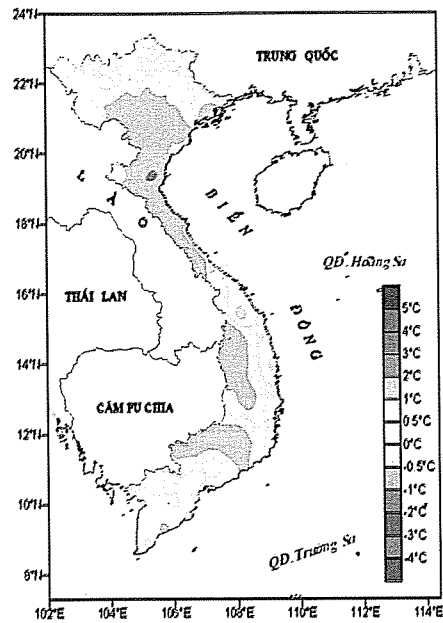 24°N
TRUNG QUỐC
22°N
20°N
L
À
O
BIỂN
18°N
QĐ. Hoàng Sa
16°N
THÁI LAN
ĐÔNG
5°C
4°C
3°C
2°C
1°C
0.5°C
0°C
-0.5°C
-1°C
-2°C
-3°C
-4°C
14°N
CĂM PU CHIA
12°N
10°N
QĐ. Trường Sa
8°N
102°E
104°E
106°E
108°E
110°E
112°E
114°E